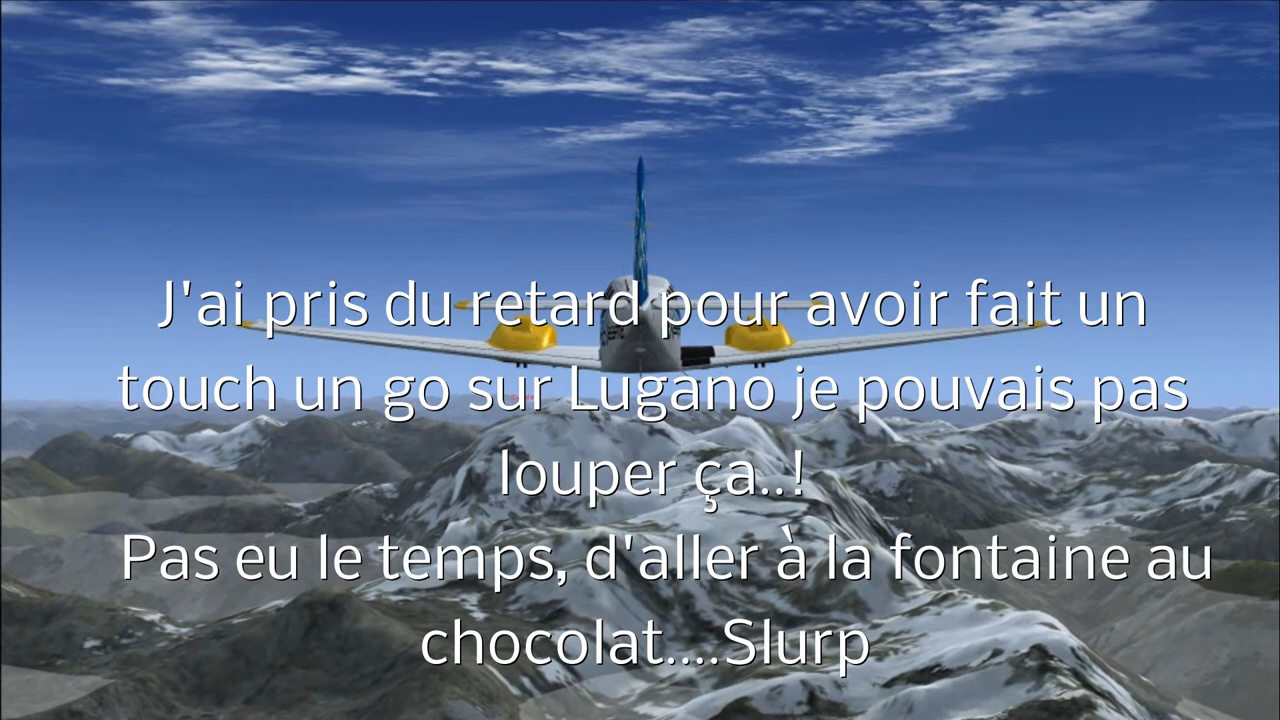 J'ai pris du retard pour avoir fait un
touch un go sur Lugano je pouvais pas
louper ça..!
Pas eu le temps, d'aller à la fontaine au
chocolat....Slurp